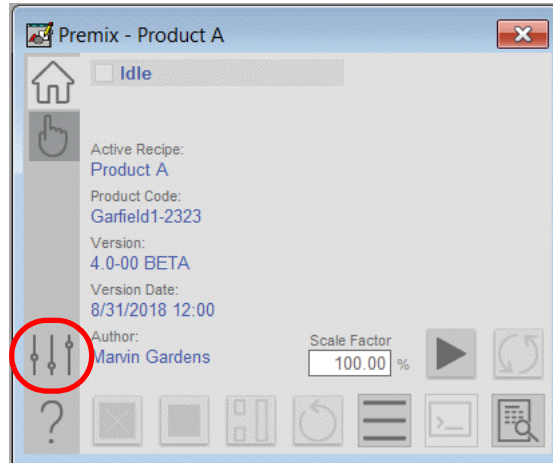 Premix - Product A
Idle
Active Recipe:
Product A
Product Code:
Garfield1-2323
Version:
4.0-00 BETA
Version Date:
8/31/2018 12:00
Author:
Marvin Gardens
Scale Factor
100.00 %